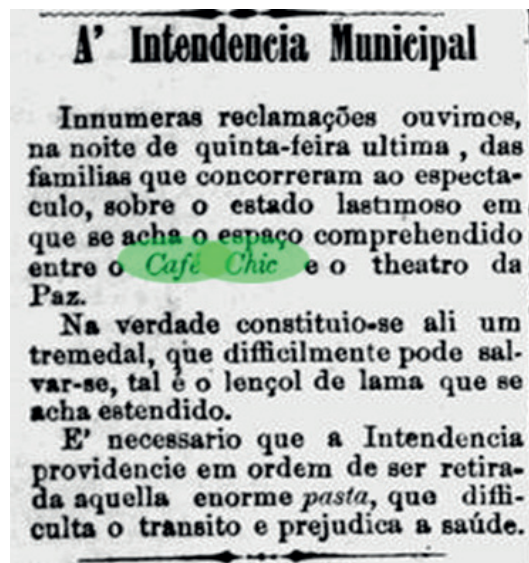 A' Intendencia Municipal
Innumeras reclamações ouvimos,
na noite de quinta-feira ultima , das
familias que concorreram ao especta-
culo, sobre o estado lastimoso em
que se acha o espaço comprehendido
entre o Café Chic e o theatro da
Paz.
Na verdade constituio-se ali um
tremedal, que difficilmente pode sal-
var-se, tal é o lençol de lama que se
acha estendido.
E' necessario que a Intendencia
providencie em ordem de ser retira-
da aquella enorme pasta, que diffi-
culta o transito e prejudica a saúde.